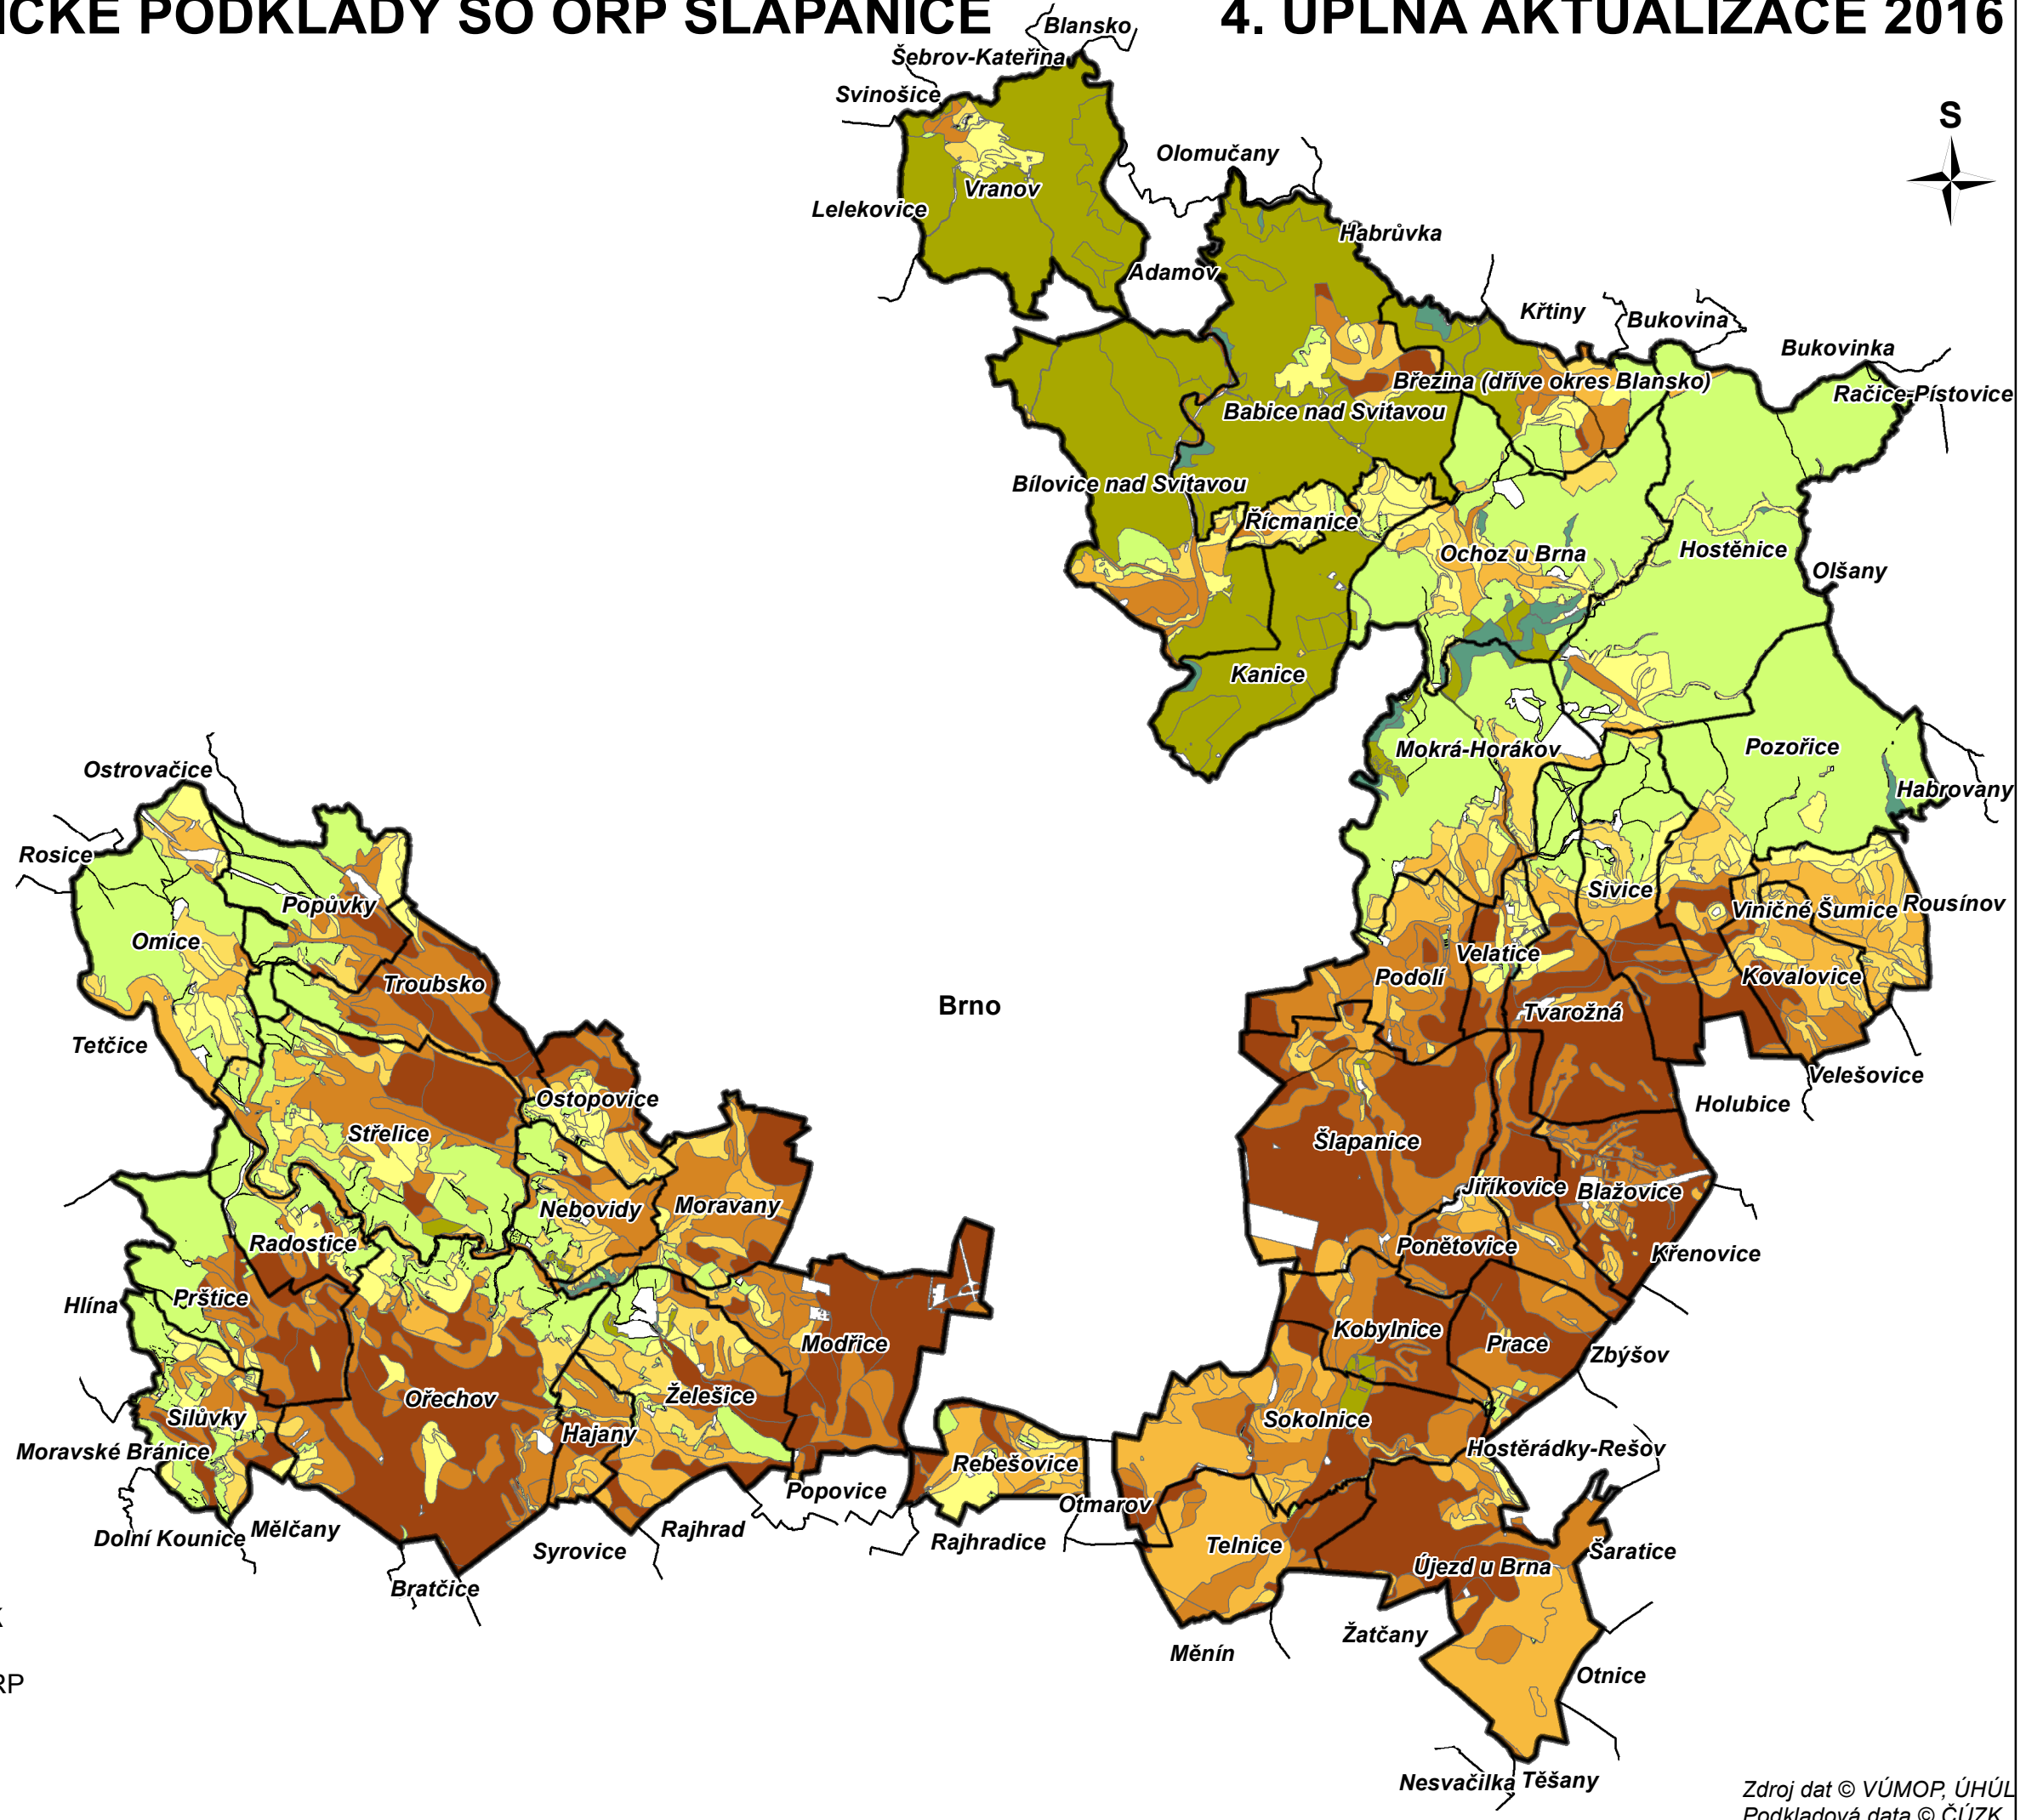 ICKÉ PODKLADY SO ORP ŠLAPANICE
4. ÚPLNÁ AKTUALIZACE 2016
Blansko
Šebrov-Kateřina
Svinošice
S
Olomučany
Vranov
Lelekovice
Habrůvka
Adamov
Křtiny
Bukovina
Bukovinka
Březina (dříve okres Blansko)
Račice-Pístovice
Babice nad Svitavou
Bílovice nad Svitavou
Řícmanice
Ochoz u Brna
Hostěnice
Olšany
Kanice
Mokrá-Horákov
Pozořice
Habrovany
Ostrovačice
Rosice
Popůvky
Omice
Sivice
Viničné Šumice
Rousínov
Velatice
Podolí
Kovalovice
Troubsko
Brno
Tvarožná
Tetčice
Velešovice
Holubice
Ostopovice
Střelice
Šlapanice
Jiříkovice
Blažovice
Nebovidy
Moravany
Radostice
Ponětovice
Křenovice
Prštice
Hlína
Modřice
Kobylnice
Prace
Zbýšov
Ořechov
Želešice
Silůvky
Hajany
Sokolnice
Moravské Bránice
Rebešovice
Hostěrádky-Rešov
Popovice
Otmarov
Dolní Kounice
Mělčany
Rajhrad
Rajhradice
Syrovice
Telnice
Újezd u Brna
Šaratice
Bratčice
Žatčany
Měnín
Otnice
RP
Nesvačilka
Těšany
Zdroj dat © VÚMOP, ÚHÚL
Podkladová data © ČÚZK